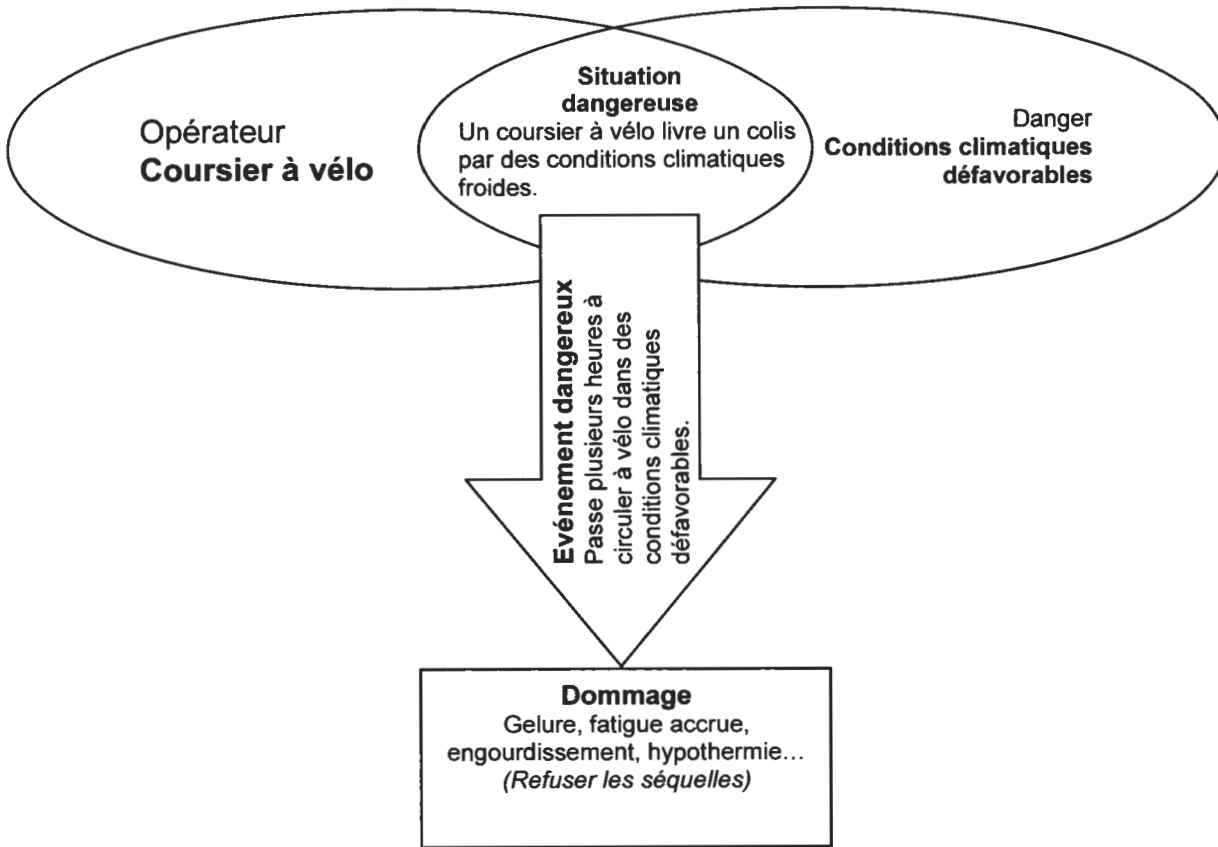 Opérateur
Coursier à vélo
Situation
dangereuse
Un coursier à vélo livre un colis
par des conditions climatiques
froides.
Danger
Conditions climatiques
défavorables
Evénement dangereux
Passe plusieurs heures à
circuler à vélo dans des
conditions climatiques
défavorables.
Dommage
Gelure, fatigue accrue,
engourdissement, hypothermie…
(Refuser les séquelles)